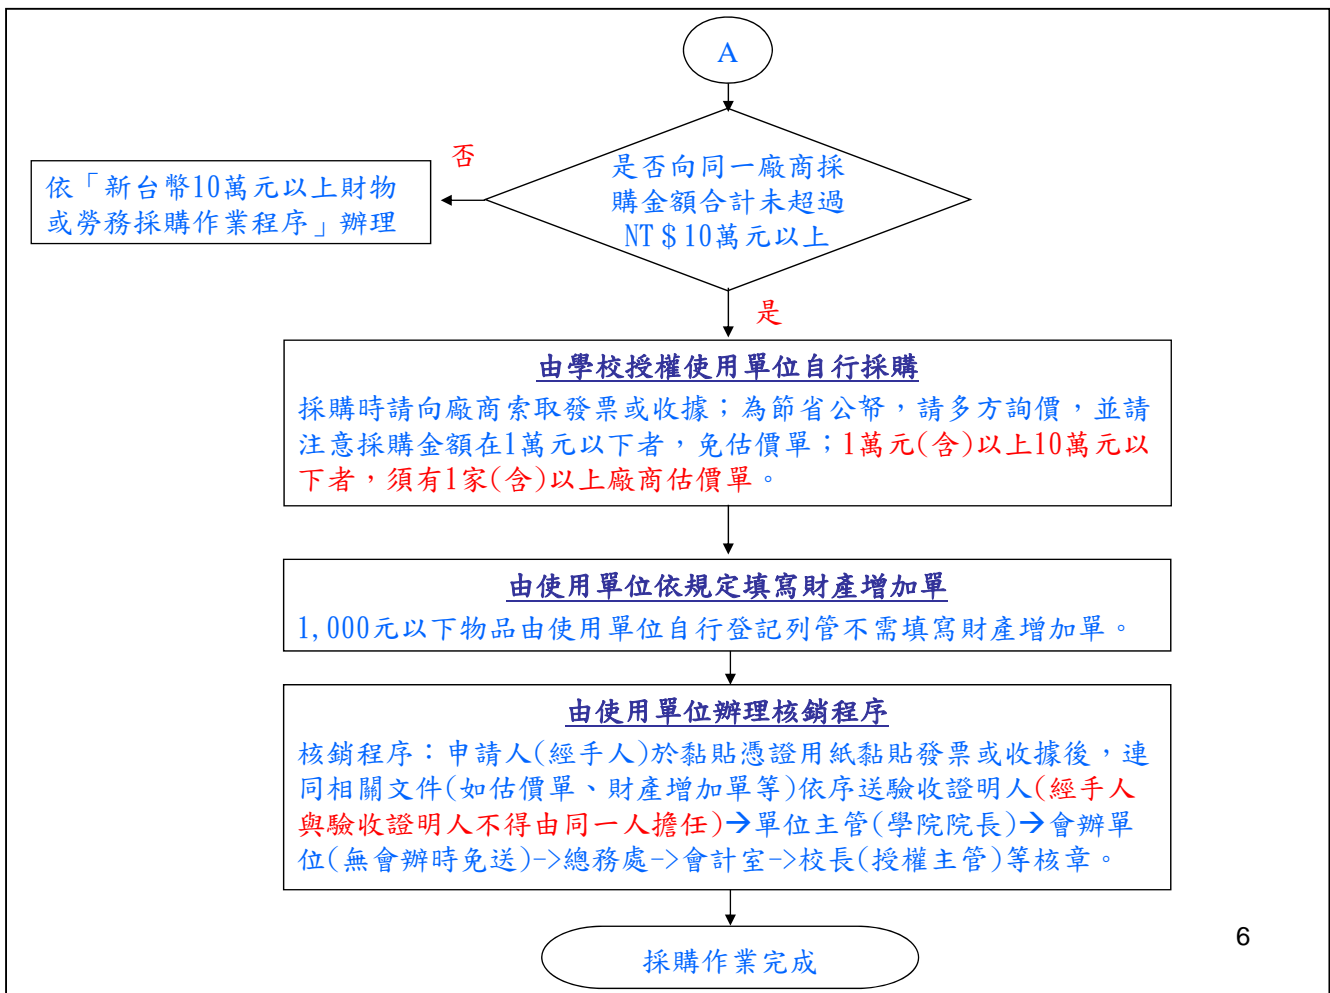 A
是否向同一廠商採
購金額合計未超過
NT＄10萬元以上
否
依「新台幣10萬元以上財物
或勞務採購作業程序」辦理
是
由學校授權使用單位自行採購
採購時請向廠商索取發票或收據；為節省公帑，請多方詢價，並請
注意採購金額在1萬元以下者，免估價單；1萬元(含)以上10萬元以
下者，須有1家(含)以上廠商估價單。
由使用單位依規定填寫財產增加單
1,000元以下物品由使用單位自行登記列管不需填寫財產增加單。
由使用單位辦理核銷程序
核銷程序：申請人(經手人)於黏貼憑證用紙黏貼發票或收據後，連
同相關文件(如估價單、財產增加單等)依序送驗收證明人(經手人
與驗收證明人不得由同一人擔任)→單位主管(學院院長)→會辦單
位(無會辦時免送)->總務處->會計室->校長(授權主管)等核章。
採購作業完成
6